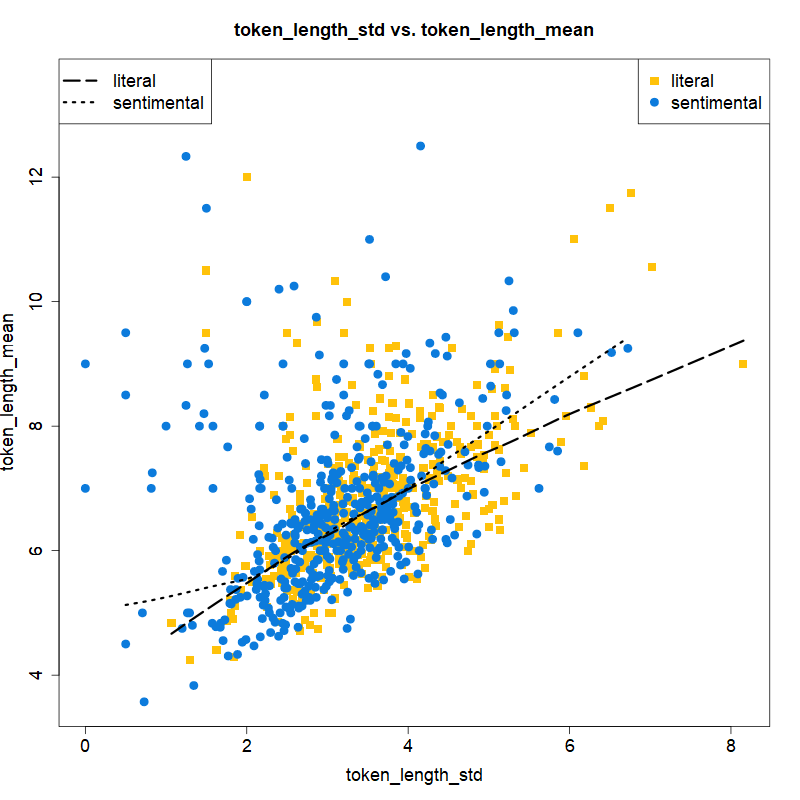 token_length_std vs. token_length_mean
literal
sentimental
literal
sentimental
token_length_mean
12
10
8
6
4
0 2 4 6 8
token_length_std